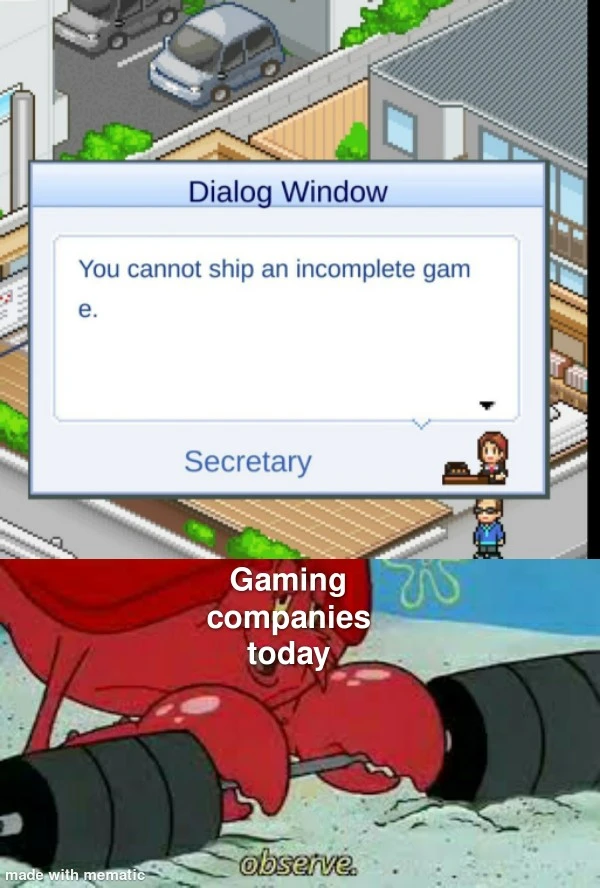 Dialog Window
You cannot ship an incomplete gam
e.
Secretary
Gaming
companies
today
observe.
made with mematic